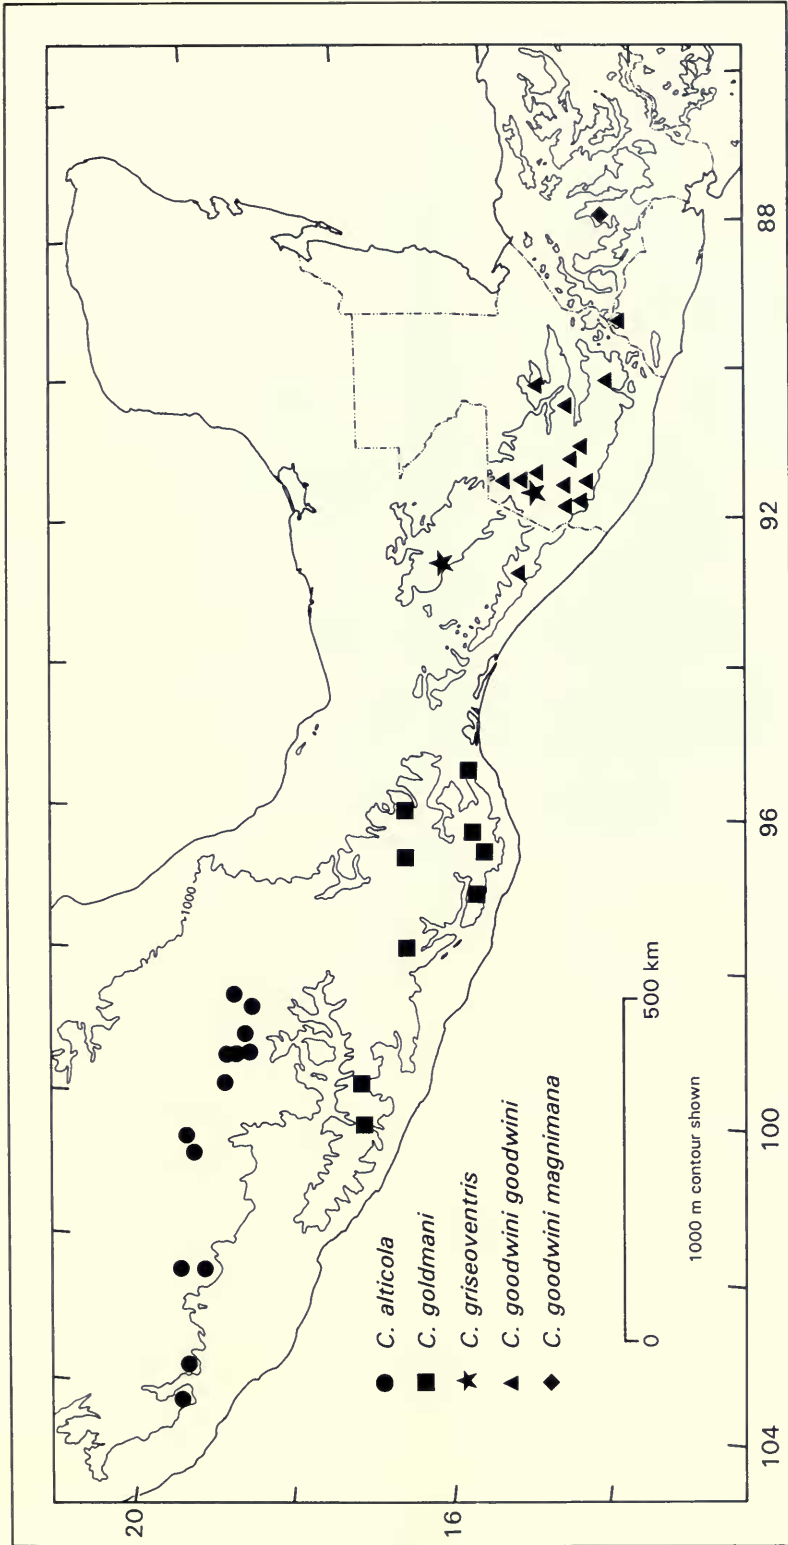 1000
20
16
C. alticola
C. goldmani
C. griseoventris
C. goodwini goodwini
C. goodwini magnimana
0
500 km
1000 m contour shown
104
100
96
92
88